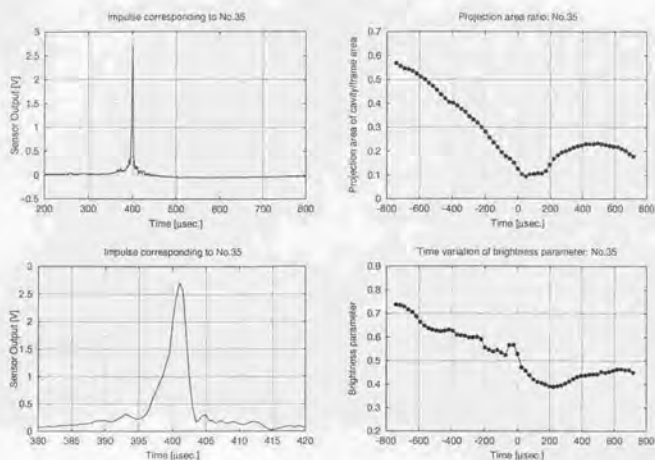 Impulse corresponding to No.35
Sensor Output [V]
3
2.5
2
1.5
1
0.5
0
-0.5
200 300 400 500 600 700 800
Time [μsec.]
Projection area ratio: No.35
Projection area of cavity/frame area
0.7
0.6
0.5
0.4
0.3
0.2
0.1
0
-800 -600 -400 -200 0 200 400 600 800
Time [μsec.]
Impulse corresponding to No.35
Sensor Output [V]
3
2.5
2
1.5
1
0.5
0
380 385 390 395 400 405 410 415 420
Time [μsec.]
Time variation of brightness parameter: No.35
Brightness parameter
0.9
0.8
0.7
0.6
0.5
0.4
0.3
0.2
-800 -600 -400 -200 0 200 400 600 800
Time [μsec.]